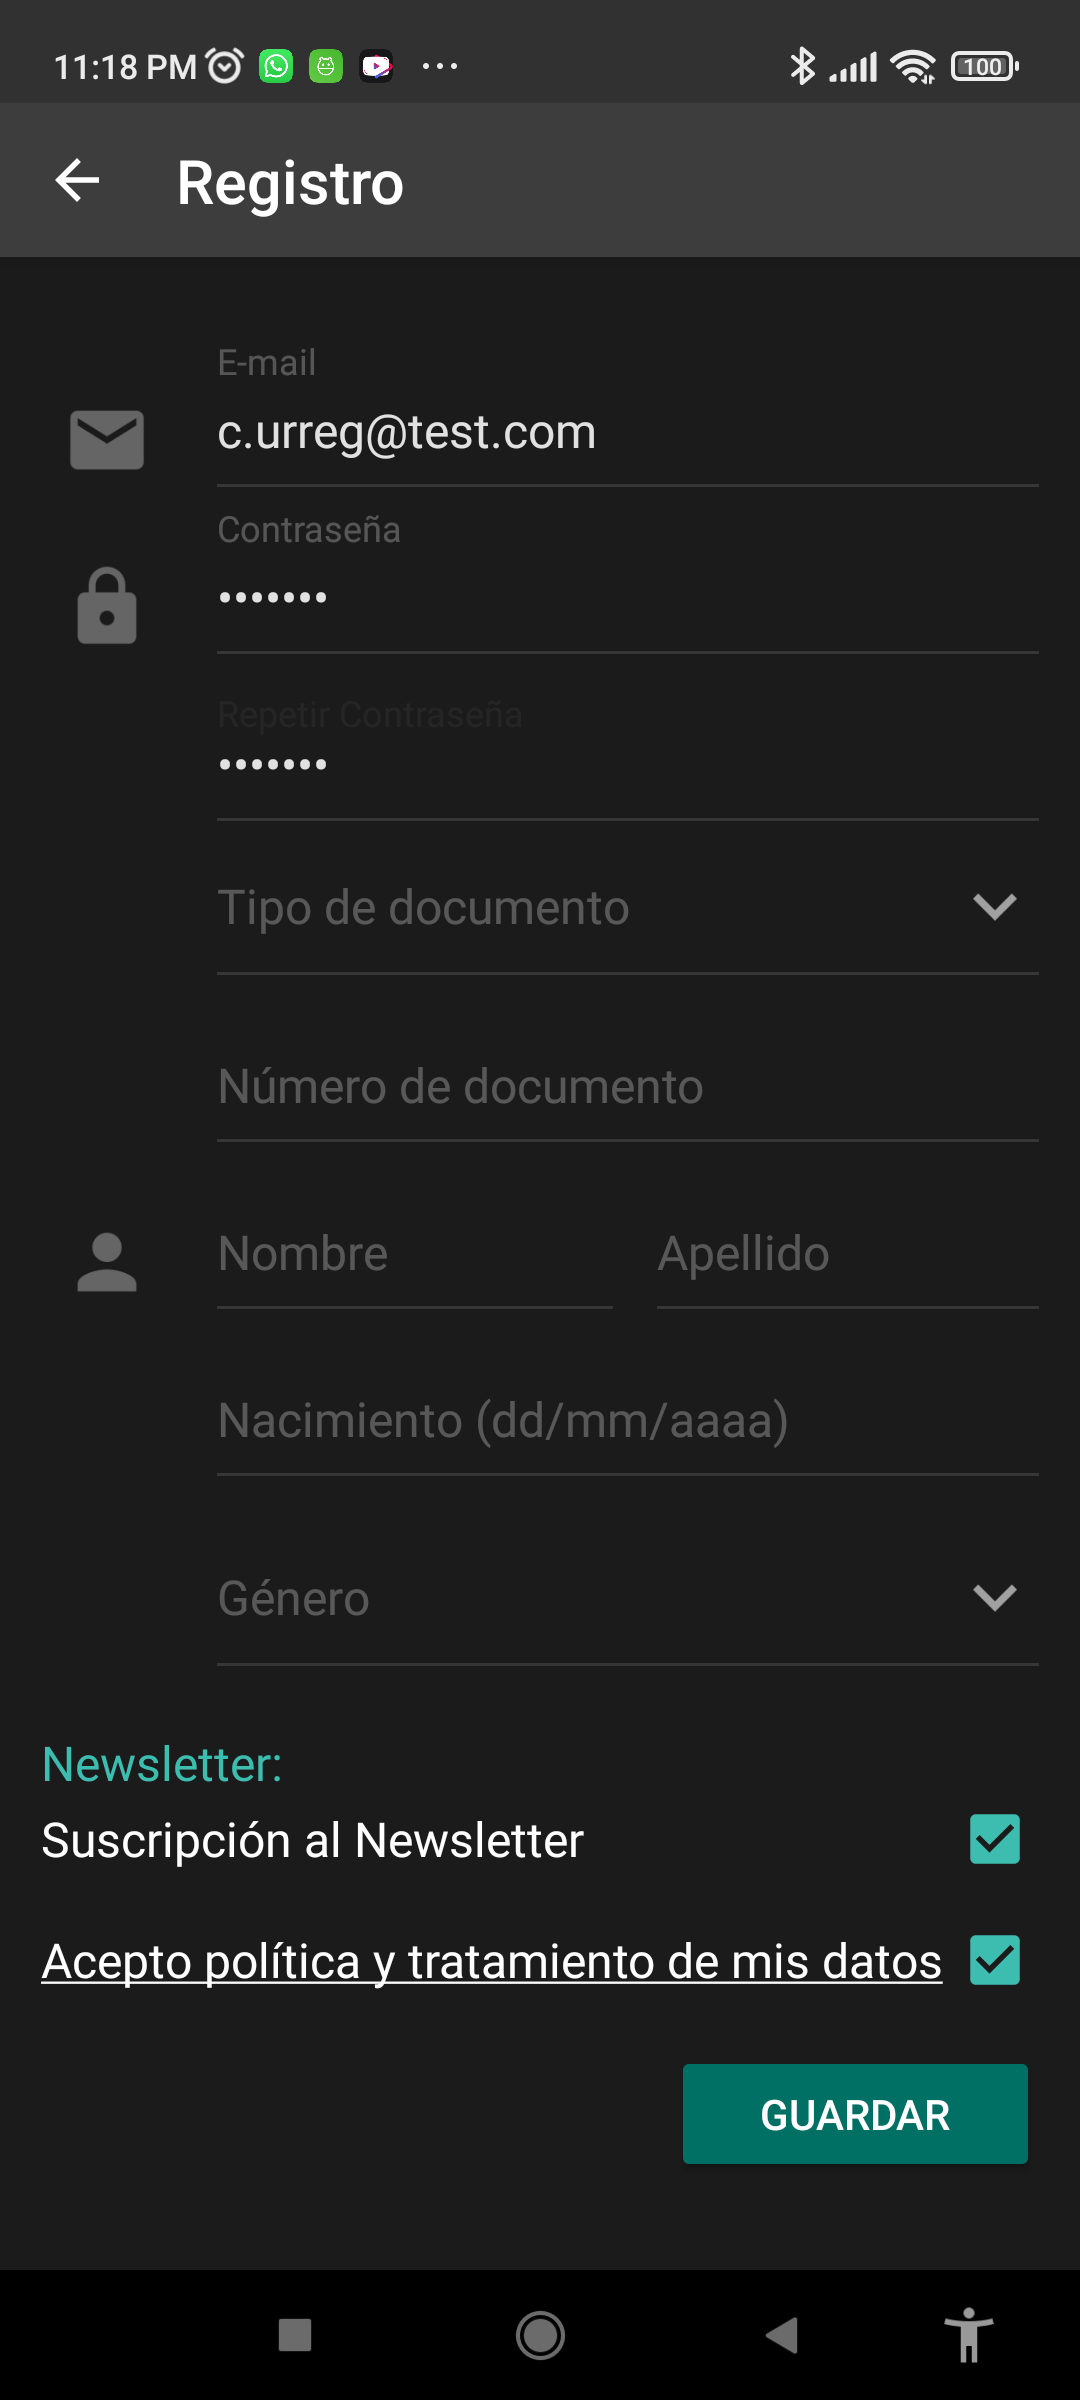 11:18 PM
100
Registro
E-mail
c.urreg@test.com
Contraseña
•••••••
Repetir Contraseña
•••••••
Tipo de documento
Número de documento
Nombre
Apellido
Nacimiento (dd/mm/aaaa)
Género
Newsletter:
Suscripción al Newsletter
Acepto política y tratamiento de mis datos
GUARDAR